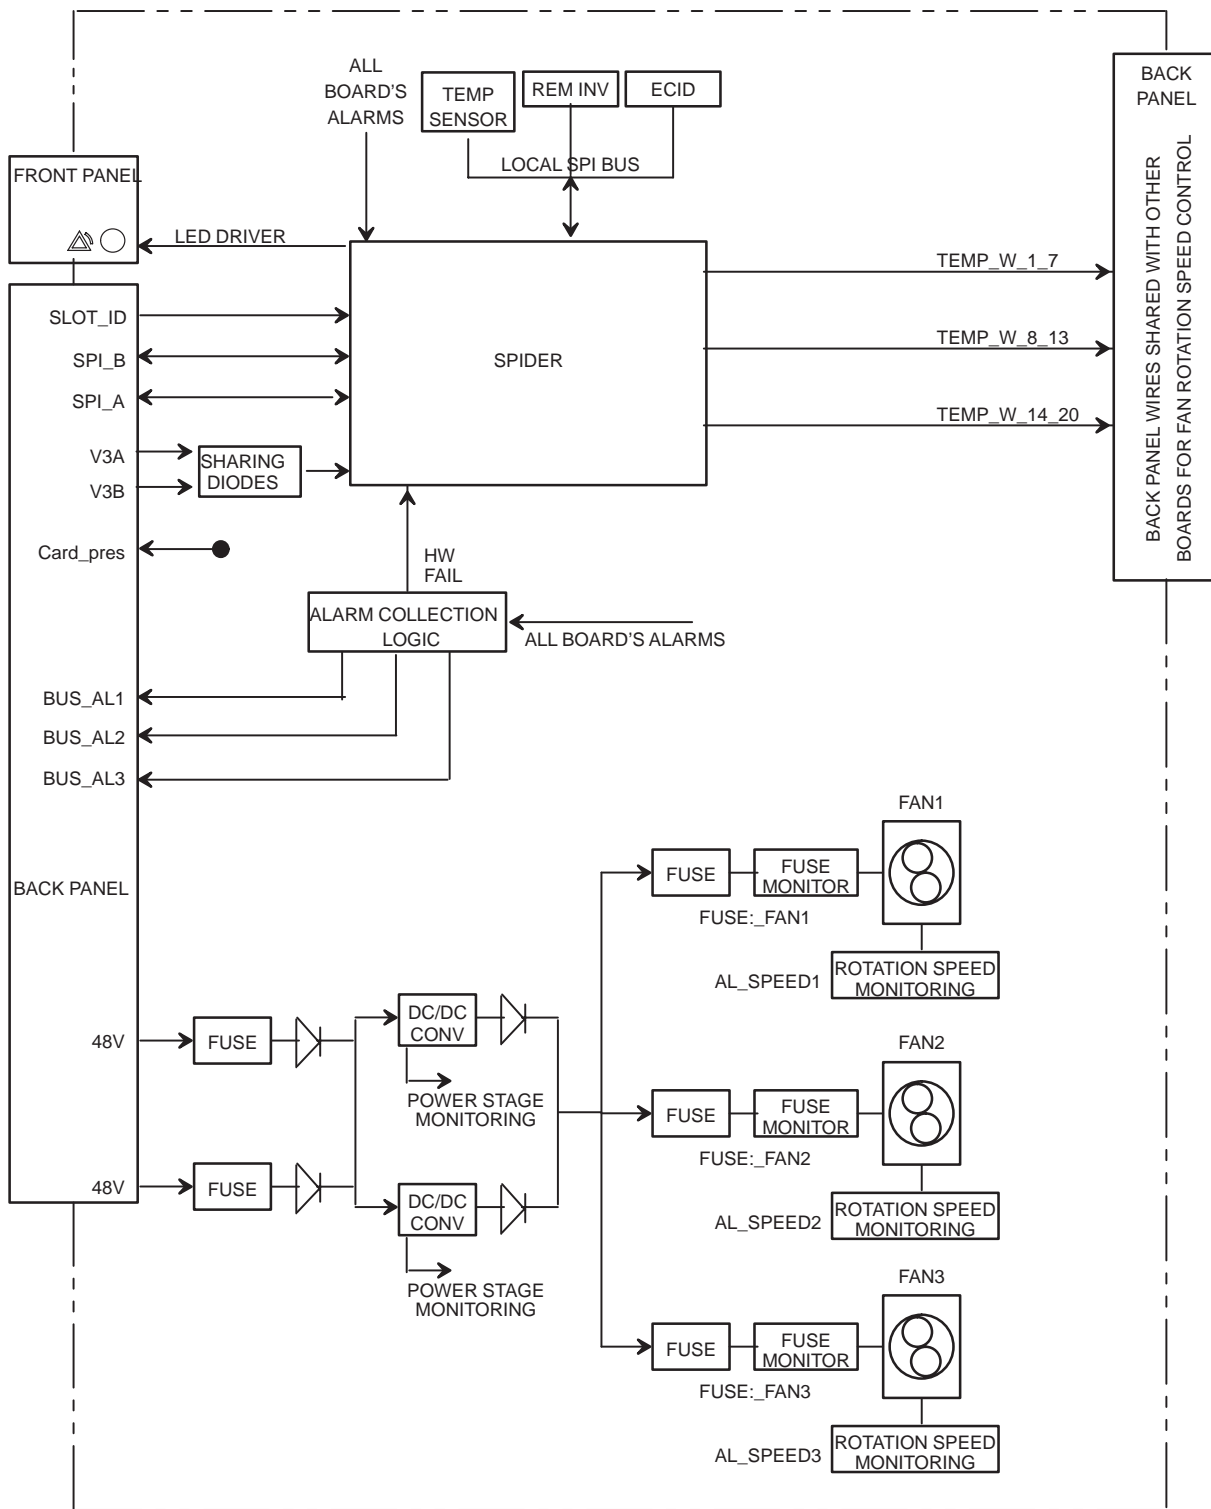 ALL
BOARD'S
ALARMS
TEMP
SENSOR
REM INV
ECID
LOCAL SPI BUS
BACK
PANEL
BACK PANEL WIRES SHARED WITH OTHER
BOARDS FOR FAN ROTATION SPEED CONTROL
FRONT PANEL
LED DRIVER
SLOT_ID
SPI_B
SPI_A
V3A
V3B
SHARING
DIODES
SPIDER
TEMP_W_1_7
TEMP_W_8_13
TEMP_W_14_20
Card_pres
HW
FAIL
ALARM COLLECTION
LOGIC
ALL BOARD'S ALARMS
BUS_AL1
BUS_AL2
BUS_AL3
BACK PANEL
FAN1
FUSE
FUSE
MONITOR
FUSE:_FAN1
AL_SPEED1
ROTATION SPEED
MONITORING
48V
FUSE
DC/DC
CONV
POWER STAGE
MONITORING
FAN2
FUSE
FUSE
MONITOR
FUSE:_FAN2
AL_SPEED2
ROTATION SPEED
MONITORING
48V
FUSE
DC/DC
CONV
POWER STAGE
MONITORING
FAN3
FUSE
FUSE
MONITOR
FUSE:_FAN3
AL_SPEED3
ROTATION SPEED
MONITORING